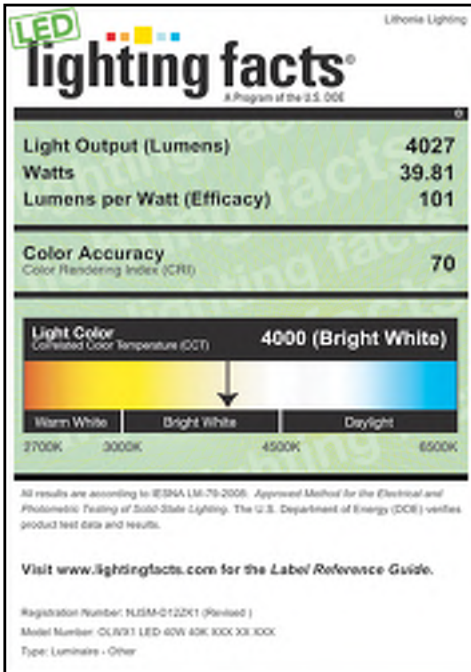 LED
Lithonia Lighting
lighting facts®
A Program of the U.S. DOE
Light Output (Lumens) 4027
Watts 39.81
Lumens per Watt (Efficacy) 101
Color Accuracy 70
Color Rendering Index (CRI)
Light Color 4000 (Bright White)
Correlated Color Temperature (CCT)
Warm White Bright White Daylight
2700K 3000K 4500K 6500K
All results are according to IESNA LM-79-2008: Approved Method for the Electrical and
Photometric Testing of Solid-State Lighting. The U.S. Department of Energy (DOE) verifies
product test data and results.
Visit www.lightingfacts.com for the Label Reference Guide.
Registration Number: (Revised )
Model Number: OLWX1 LED 40W 40K XXX XX XXX
Type: Luminaire - Other